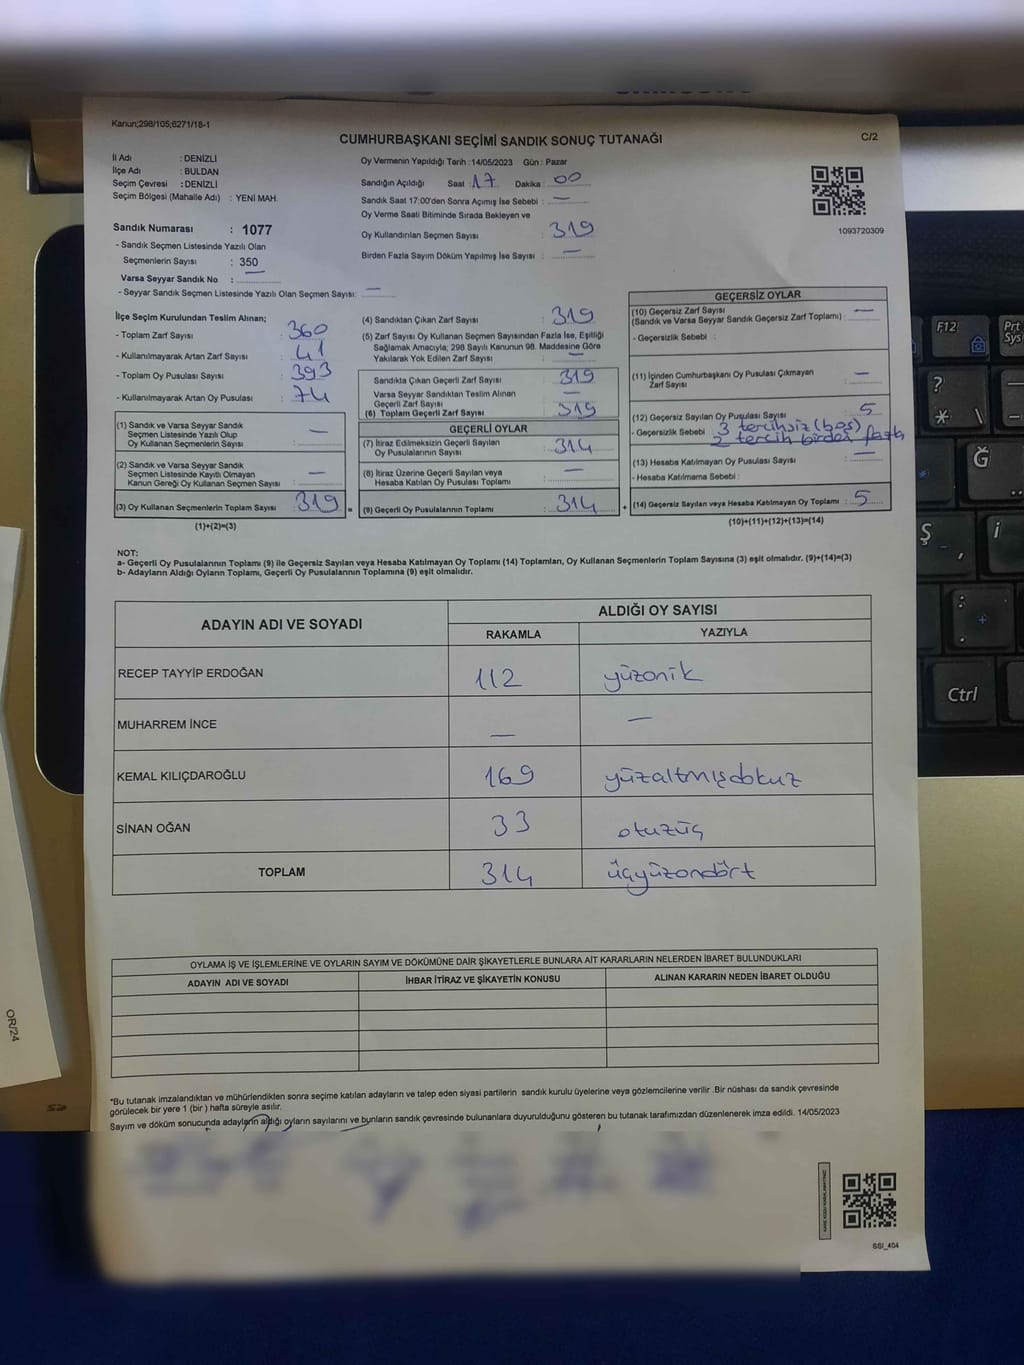 Kanun;298/105;6271/18-1
CUMHURBAŞKANI SEÇİMİ SANDIK SONUÇ TUTANAĞI
C/2
İl Adı : DENİZLİ
İlçe Adı : BULDAN
Seçim Çevresi : DENİZLİ
Seçim Bölgesi (Mahalle Adı) : YENİ MAH.
Sandık Numarası : 1077
- Sandık Seçmen Listesinde Yazılı Olan
Seçmenlerin Sayısı : 350
Varsa Seyyar Sandık No : —
- Seyyar Sandık Seçmen Listesinde Yazılı Olan Seçmen Sayısı: —
Oy Vermenin Yapıldığı Tarih : 14/05/2023 Gün : Pazar
Sandığın Açıldığı Saat : 17 Dakika : 00
Sandık Saat 17:00'den Sonra Açımış İse Sebebi : —
Oy Verme Saati Bitiminde Sırada Bekleyen ve
Oy Kullandırılan Seçmen Sayısı : 319
Birden Fazla Sayım Döküm Yapılmış İse Sayısı : —
1093720309
İlçe Seçim Kurulundan Teslim Alınan;
- Toplam Zarf Sayısı : 360
- Kullanılmayarak Artan Zarf Sayısı : 41
- Toplam Oy Pusulası Sayısı : 393
- Kullanılmayarak Artan Oy Pusulası : 74
(1) Sandık ve Varsa Seyyar Sandık
Seçmen Listesinde Yazılı Olup
Oy Kullanan Seçmenlerin Sayısı : —
(2) Sandık ve Varsa Seyyar Sandık
Seçmen Listesinde Kayıtlı Olmayan
Kanun Gereği Oy Kullanan Seçmen Sayısı : —
(3) Oy Kullanan Seçmenlerin Toplam Sayısı : 319
(1)+(2)=(3)
(4) Sandıktan Çıkan Zarf Sayısı : 319
(5) Zarf Sayısı Oy Kullanan Seçmen Sayısından Fazla İse, Eşitliği
Sağlamak Amacıyla; 298 Sayılı Kanunun 98. Maddesine Göre
Yakılarak Yok Edilen Zarf Sayısı : —
Sandıkta Çıkan Geçerli Zarf Sayısı : 319
Varsa Seyyar Sandıktan Teslim Alınan
Geçerli Zarf Sayısı : —
(6) Toplam Geçerli Zarf Sayısı : 319
GEÇERLİ OYLAR
(7) İtiraz Edilmeksizin Geçerli Sayılan
Oy Pusulalarının Sayısı : 314
(8) İtiraz Üzerine Geçerli Sayılan veya
Hesaba Katılan Oy Pusulası Toplamı : —
= (9) Geçerli Oy Pusulalarının Toplamı : 314
GEÇERSİZ OYLAR
(10) Geçersiz Zarf Sayısı
(Sandık ve Varsa Seyyar Sandık Geçersiz Zarf Toplamı) : —
- Geçersizlik Sebebi :
(11) İçinden Cumhurbaşkanı Oy Pusulası Çıkmayan
Zarf Sayısı : —
(12) Geçersiz Sayılan Oy Pusulası Sayısı : 5
- Geçersizlik Sebebi : 3 tercihsiz (boş)
2 tercih birden fazla
(13) Hesaba Katılmayan Oy Pusulası Sayısı : —
- Hesaba Katılmama Sebebi :
+ (14) Geçersiz Sayılan veya Hesaba Katılmayan Oy Toplamı : 5
(10)+(11)+(12)+(13)=(14)
NOT:
a- Geçerli Oy Pusulalarının Toplamı (9) ile Geçersiz Sayılan veya Hesaba Katılmayan Oy Toplamı (14) Toplamları, Oy Kullanan Seçmenlerin Toplam Sayısına (3) eşit olmalıdır. (9)+(14)=(3)
b- Adayların Aldığı Oyların Toplamı, Geçerli Oy Pusulalarının Toplamına (9) eşit olmalıdır.
ADAYIN ADI VE SOYADI
ALDIĞI OY SAYISI
RAKAMLA YAZIYLA
RECEP TAYYİP ERDOĞAN 112 yüzonik
MUHARREM İNCE — —
KEMAL KILIÇDAROĞLU 169 yüzaltmışdokuz
SİNAN OĞAN 33 otuzüç
TOPLAM 314 üçyüzondört
OYLAMA İŞ VE İŞLEMLERİNE VE OYLARIN SAYIM VE DÖKÜMÜNE DAİR ŞİKAYETLERLE BUNLARA AİT KARARLARIN NELERDEN İBARET BULUNDUKLARI
ADAYIN ADI VE SOYADI İHBAR İTİRAZ VE ŞİKAYETİN KONUSU ALINAN KARARIN NEDEN İBARET OLDUĞU
*Bu tutanak imzalandıktan ve mühürlendikten sonra seçime katılan adayların ve talep eden siyasi partilerin sandık kurulu üyelerine veya gözlemcilerine verilir .Bir nüshası da sandık çevresinde
görülecek bir yere 1 (bir ) hafta süreyle asılır.
Sayım ve döküm sonucunda adayların aldığı oyların sayılarını ve bunların sandık çevresinde bulunanlara duyurulduğunu gösteren bu tutanak tarafımızdan düzenlenerek imza edildi. 14/05/2023
SSI_404
OR/24
F12
Prt
Sys
?
*
\
Ğ
Ş
İ
Ctrl